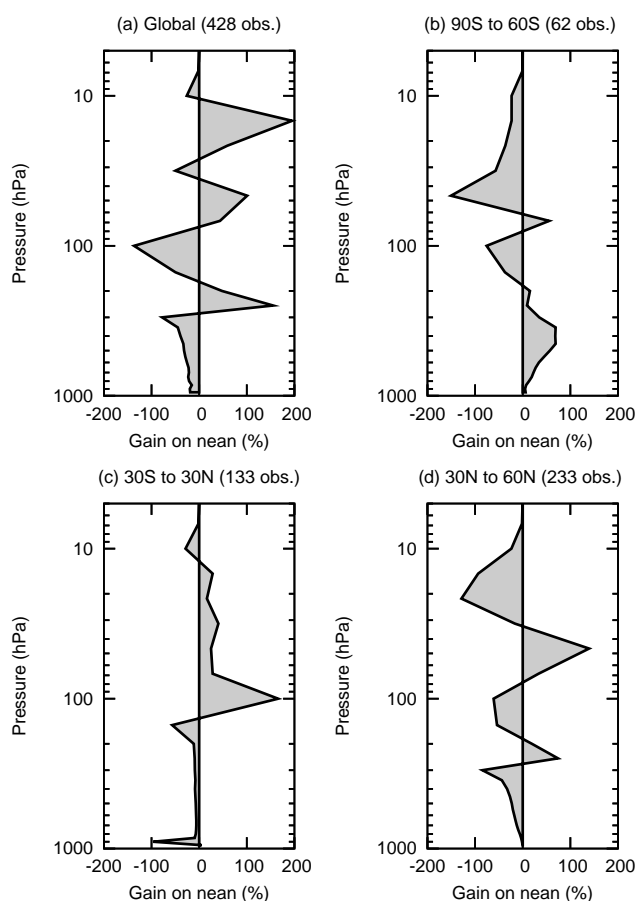 (a) Global (428 obs.)
10
100
1000
Pressure (hPa)
-200 -100 0 100 200
Gain on nean (%)
(b) 90S to 60S (62 obs.)
10
100
1000
Pressure (hPa)
-200 -100 0 100 200
Gain on nean (%)
(c) 30S to 30N (133 obs.)
10
100
1000
Pressure (hPa)
-200 -100 0 100 200
Gain on nean (%)
(d) 30N to 60N (233 obs.)
10
100
1000
Pressure (hPa)
-200 -100 0 100 200
Gain on nean (%)